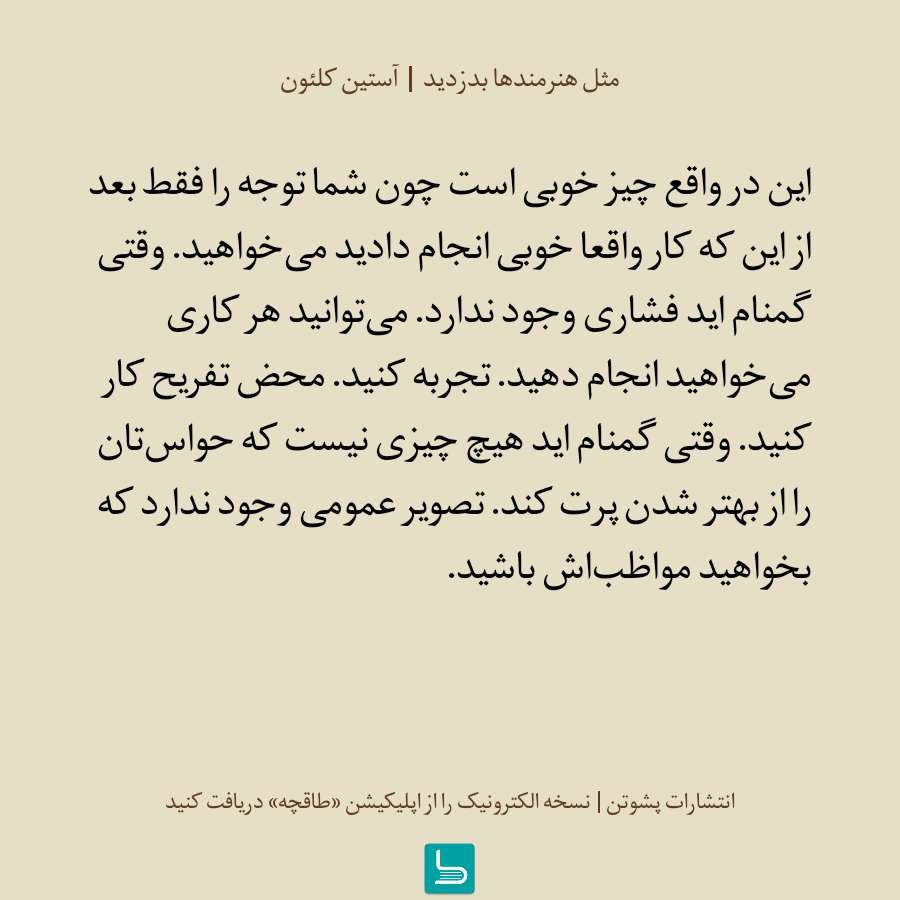 مثل هنرمندها بدزدید | آستین کلئون
این در واقع چیز خوبی است چون شما توجه را فقط بعد
از این که کار واقعا خوبی انجام دادید می‌خواهید. وقتی
گمنام اید فشاری وجود ندارد. می‌توانید هر کاری
می‌خواهید انجام دهید. تجربه کنید. محض تفریح کار
کنید. وقتی گمنام اید هیچ چیزی نیست که حواس‌تان
را از بهتر شدن پرت کند. تصویر عمومی وجود ندارد که
بخواهید مواظب‌اش باشید.
انتشارات پشوتن | نسخه الکترونیک را از اپلیکیشن «طاقچه» دریافت کنید